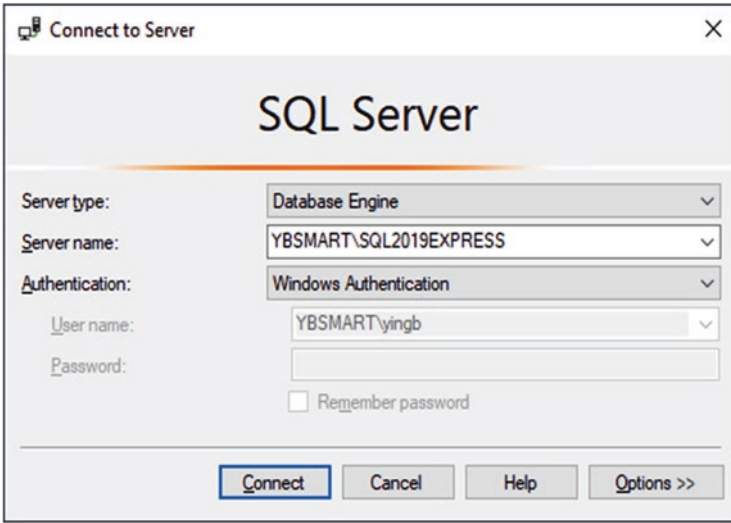 Connect to Server
SQL Server
Server type: Database Engine
Server name: YBSMART\SQL2019EXPRESS
Authentication: Windows Authentication
User name: YBSMART\yingb
Password:
Remember password
Connect Cancel Help Options >>